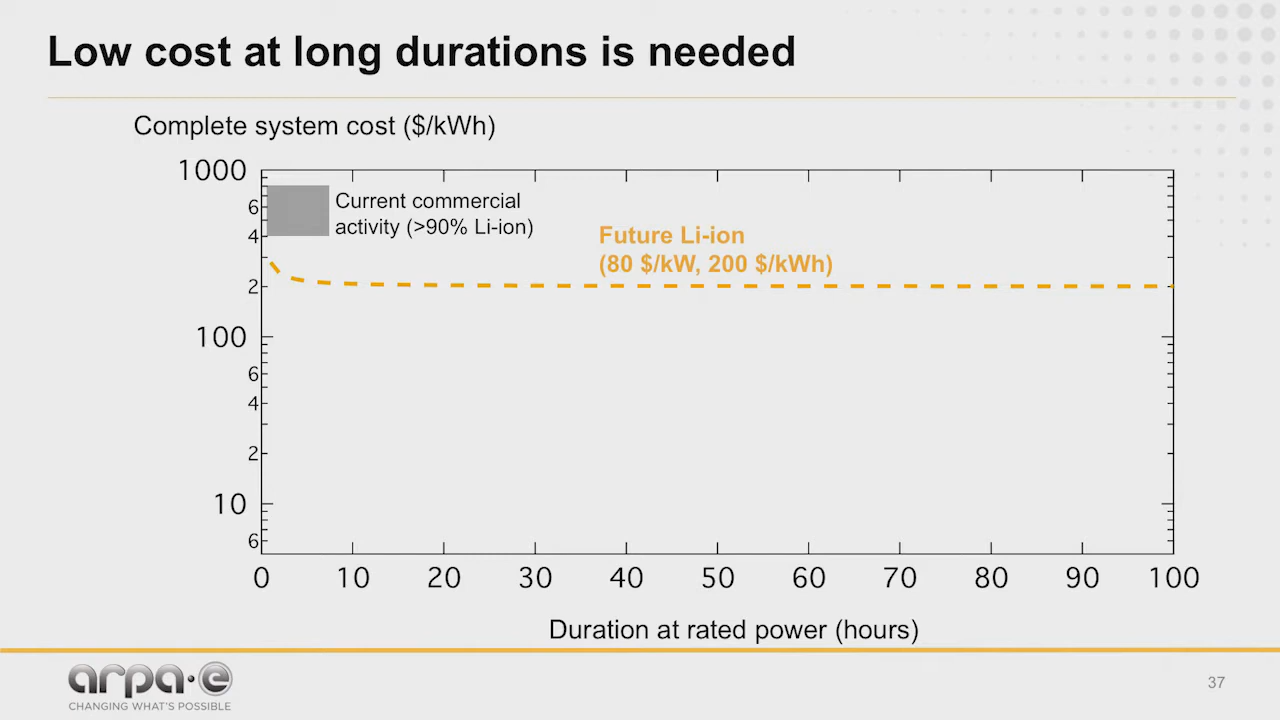 Low cost at long durations is needed
Complete system cost ($/kWh)
1000
6
4
2
100
6
4
2
10
6
Current commercial
activity (>90% Li-ion)
Future Li-ion
(80 $/kW, 200 $/kWh)
0 10 20 30 40 50 60 70 80 90 100
Duration at rated power (hours)
arpa·e
CHANGING WHAT'S POSSIBLE
37